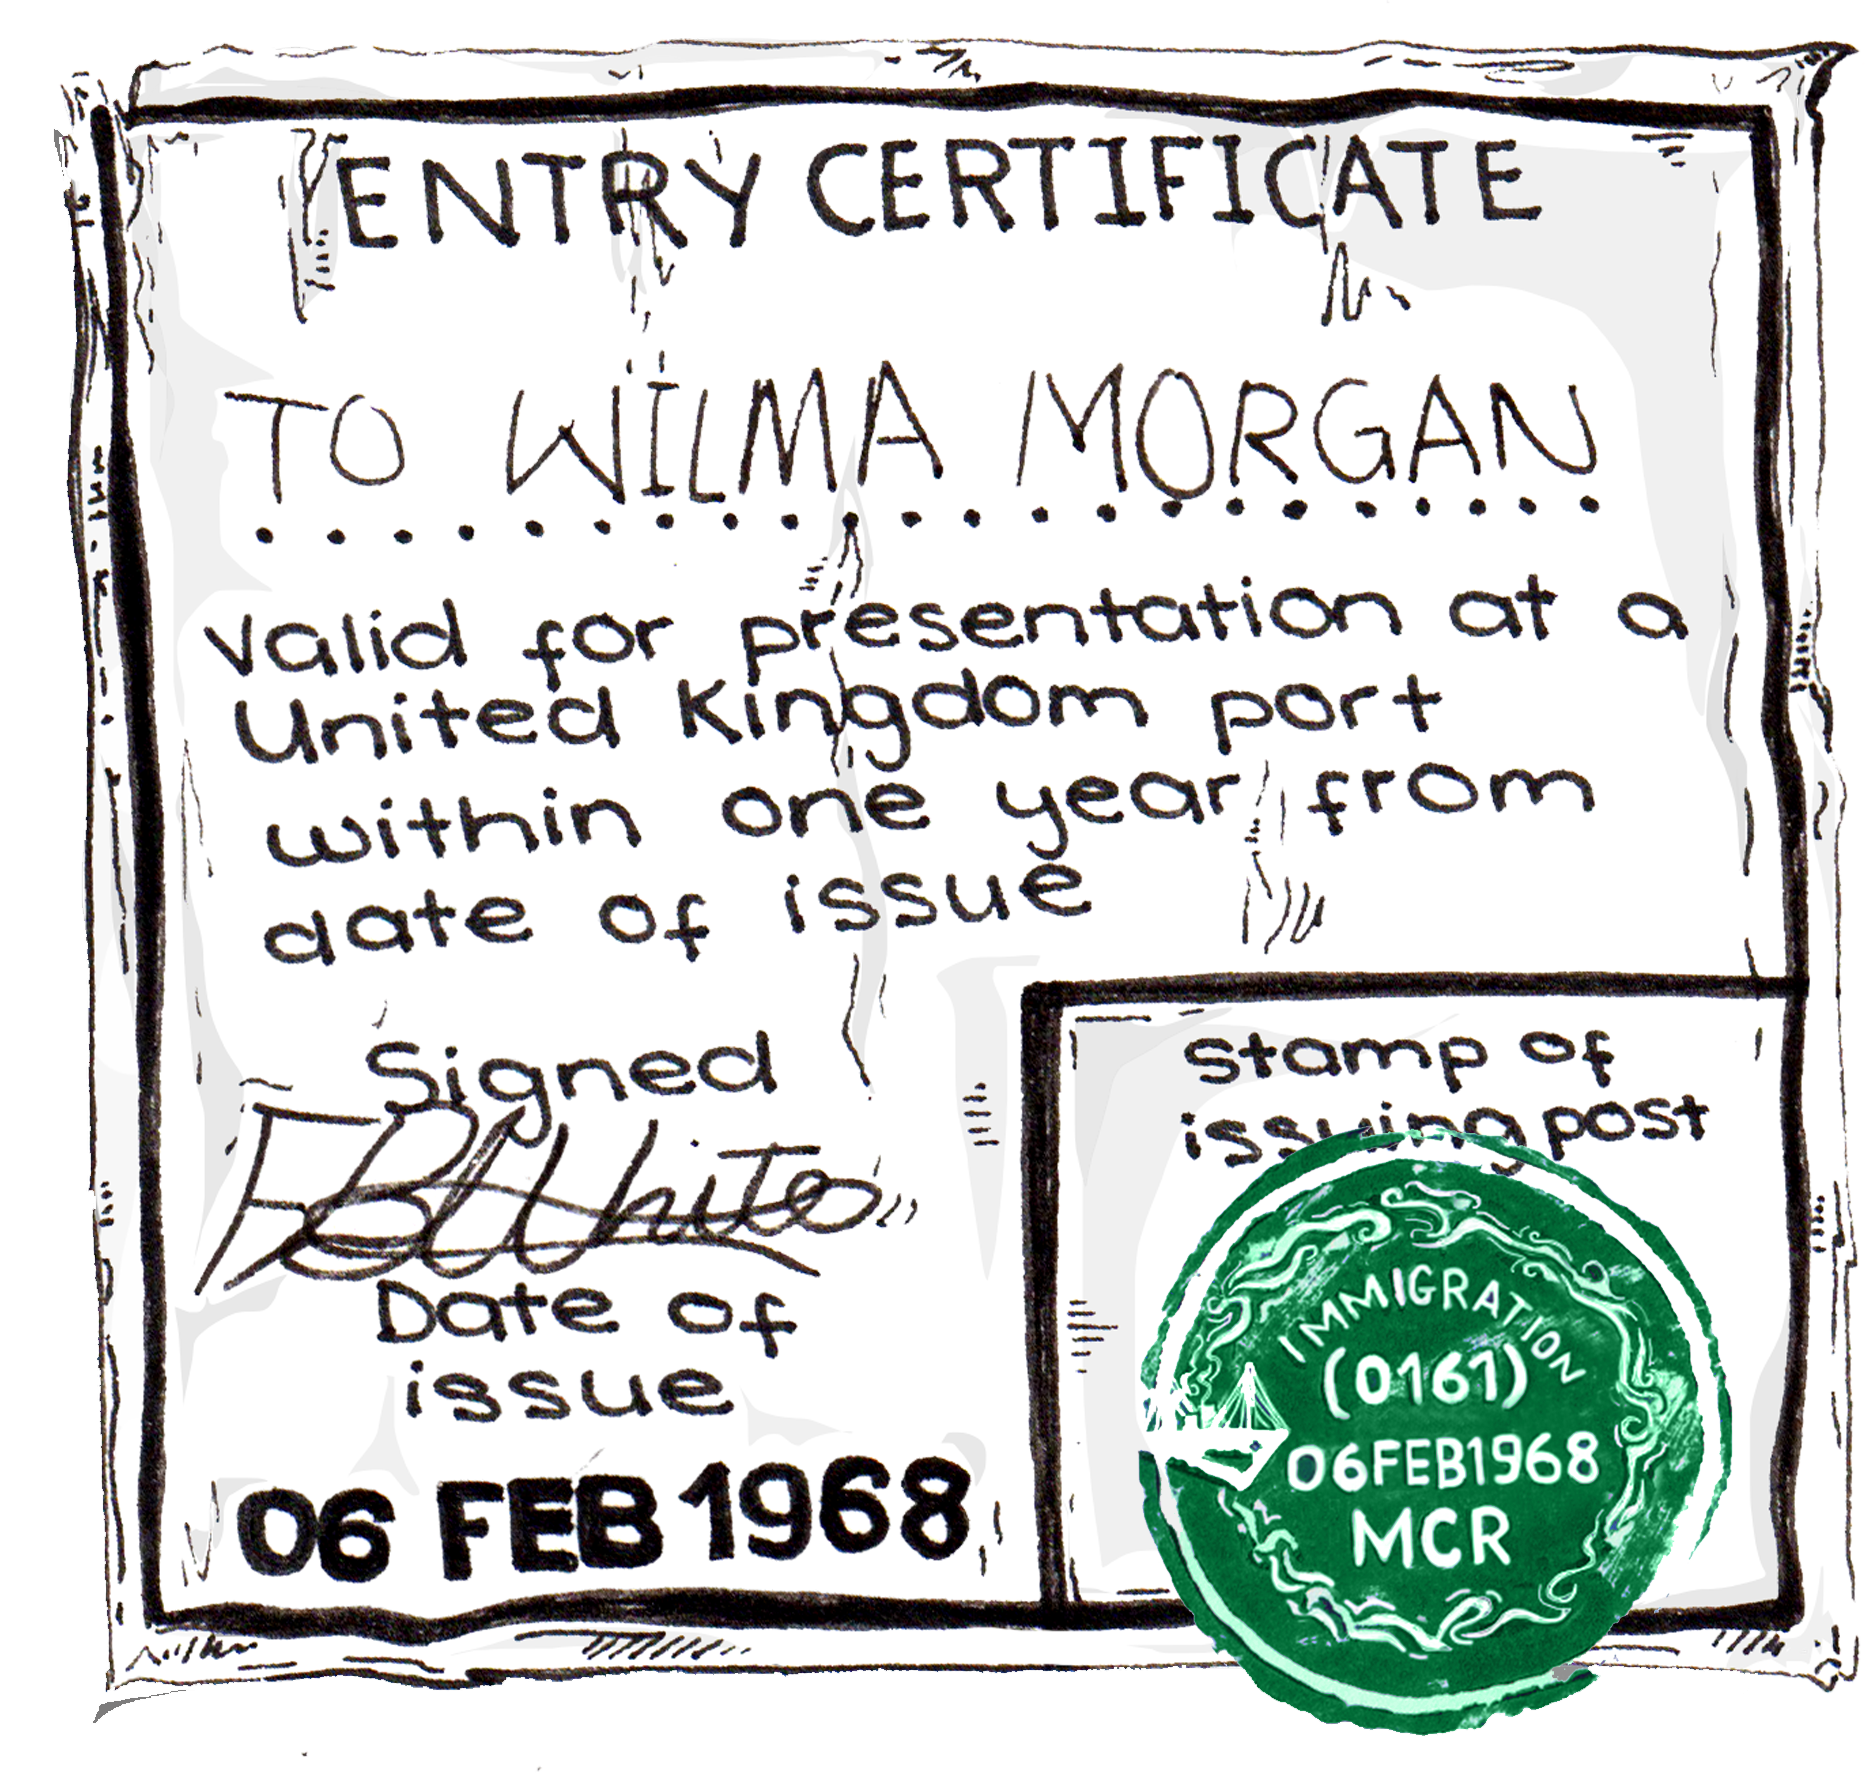 ENTRY CERTIFICATE
TO WILMA MORGAN
valid for presentation at a
United Kingdom port
within one year from
date of issue
Signed
Date of
issue
06 FEB 1968
Stamp of
issuing post
IMMIGRATION
(0161)
06FEB1968
MCR